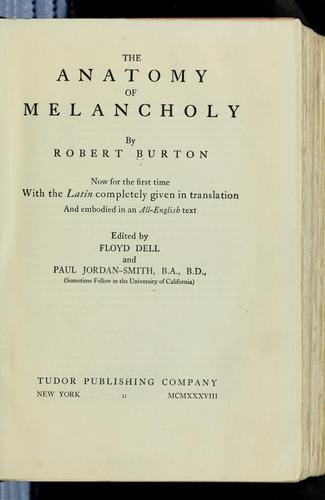 THE
ANATOMY
OF
MELANCHOLY
By
ROBERT BURTON
Now for the first time
With the Latin completely given in translation
And embodied in an All-English text
Edited by
FLOYD DELL
and
PAUL JORDAN-SMITH, B.A., B.D.,
(Sometime Fellow in the University of California)
TUDOR PUBLISHING COMPANY
NEW YORK :: MCMXXXVIII